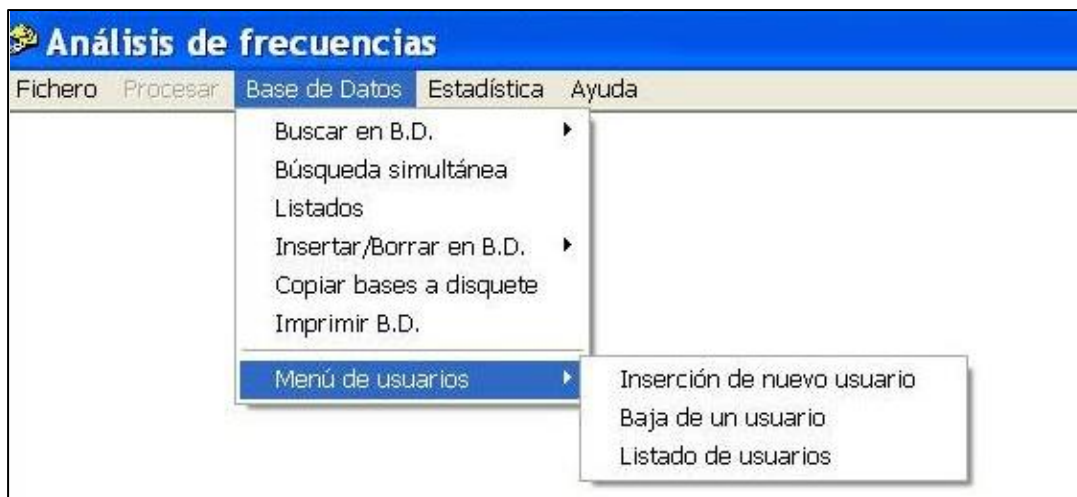 Análisis de frecuencias
Fichero Procesar Base de Datos Estadística Ayuda
Buscar en B.D.
Búsqueda simultánea
Listados
Insertar/Borrar en B.D.
Copiar bases a disquete
Imprimir B.D.
Menú de usuarios
Inserción de nuevo usuario
Baja de un usuario
Listado de usuarios